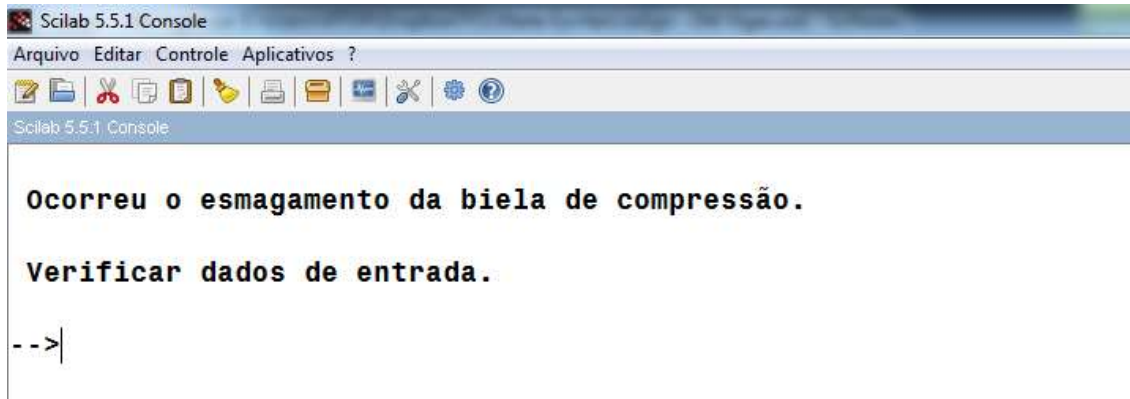 Scilab 5.5.1 Console
Arquivo Editar Controle Aplicativos ?
Scilab 5.5.1 Console
Ocorreu o esmagamento da biela de compressão.
Verificar dados de entrada.
-->